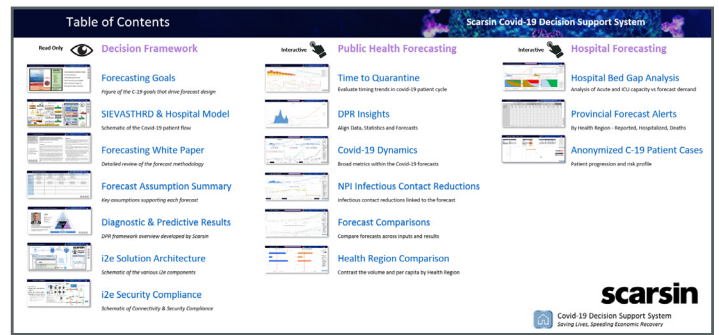 Table of Contents
Scarsin Covid-19 Decision Support System
Read Only
Decision Framework
Forecasting Goals
Figure of the C-19 goals that drive forecast design
SIEVASTHRD & Hospital Model
Schematic of the Covid-19 patient flow
Forecasting White Paper
Detailed review of the forecast methodology
Forecast Assumption Summary
Key assumptions supporting each forecast
Diagnostic & Predictive Results
DPR framework overview developed by Scarsin
i2e Solution Architecture
Schematic of the various i2e components
i2e Security Compliance
Schematic of Connectivity & Security Compliance
Interactive
Public Health Forecasting
Time to Quarantine
Evaluate timing trends in covid-19 patient cycle
DPR Insights
Align Data, Statistics and Forecasts
Covid-19 Dynamics
Broad metrics within the Covid-19 forecasts
NPI Infectious Contact Reductions
Infectious contact reductions linked to the forecast
Forecast Comparisons
Compare forecasts across inputs and results
Health Region Comparison
Contrast the volume and per capita by Health Region
Interactive
Hospital Forecasting
Hospital Bed Gap Analysis
Analysis of Acute and ICU capacity vs forecast demand
Provincial Forecast Alerts
By Health Region - Reported, Hospitalized, Deaths
Anonymized C-19 Patient Cases
Patient progression and risk profile
scarsin
Covid-19 Decision Support System
Saving Lives, Speeding Economic Recovery